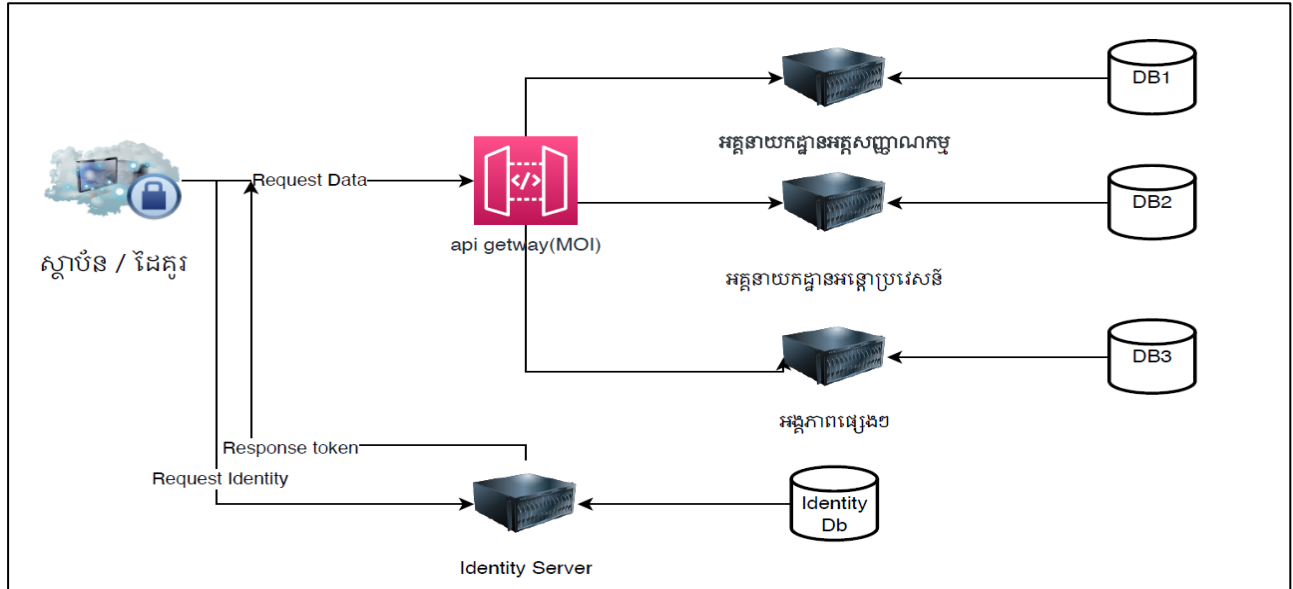 DB1
អគ្គនាយកដ្ឋានអត្តសញ្ញាណកម្ម
Request Data
ស្ថាប័ន / ដៃគូរ
api getway(MOI)
DB2
អគ្គនាយកដ្ឋានអន្តោប្រវេសន៍
DB3
អង្គភាពផ្សេងៗ
Response token
Request Identity
Identity
Db
Identity Server